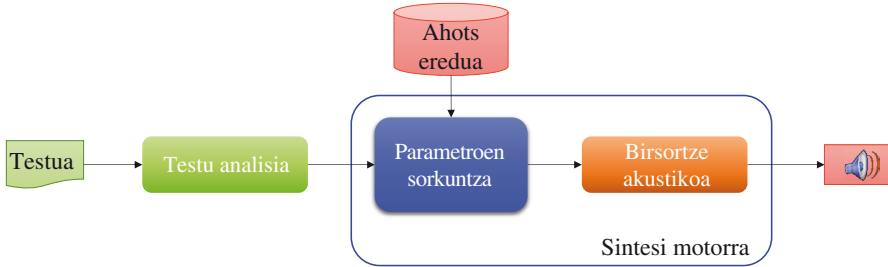 Ahots
eredua
Testua
Testu analisia
Parametroen
sorkuntza
Birsortze
akustikoa
Sintesi motorra